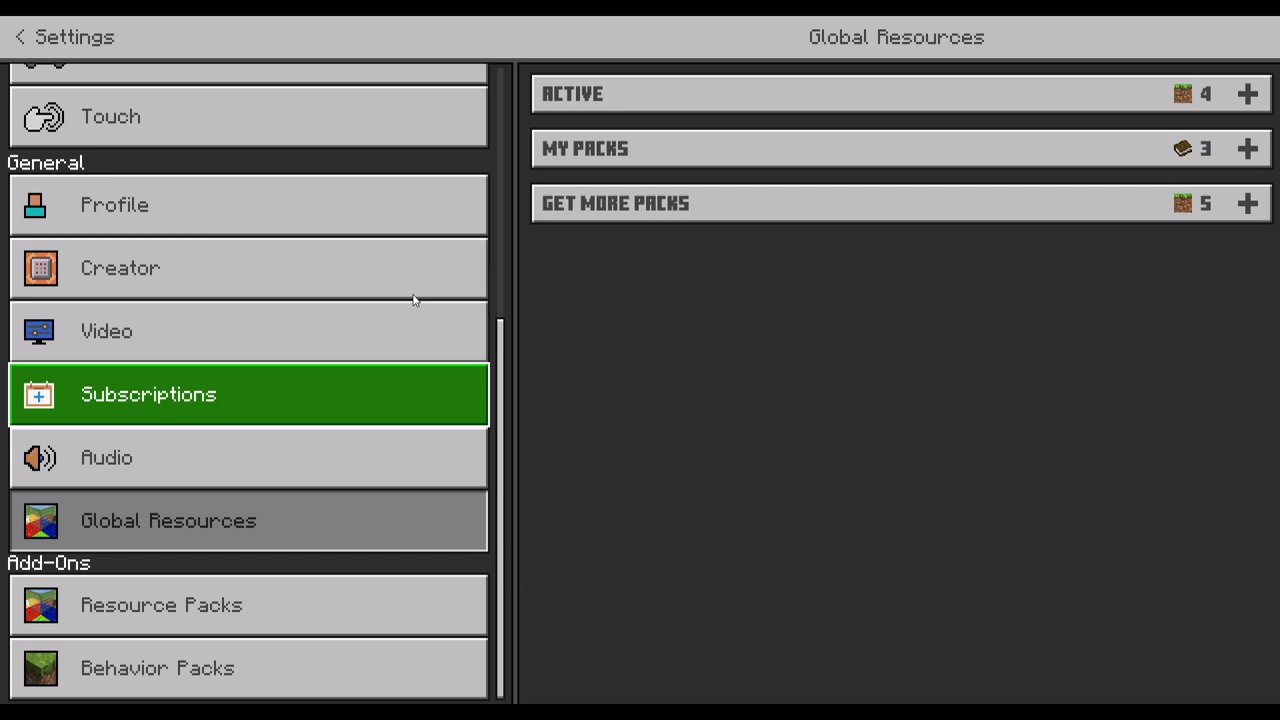 < Settings
Global Resources
Touch
General
Profile
Creator
Video
Subscriptions
Audio
Global Resources
Add-Ons
Resource Packs
Behavior Packs
ACTIVE 4 +
MY PACKS 3 +
GET MORE PACKS 5 +